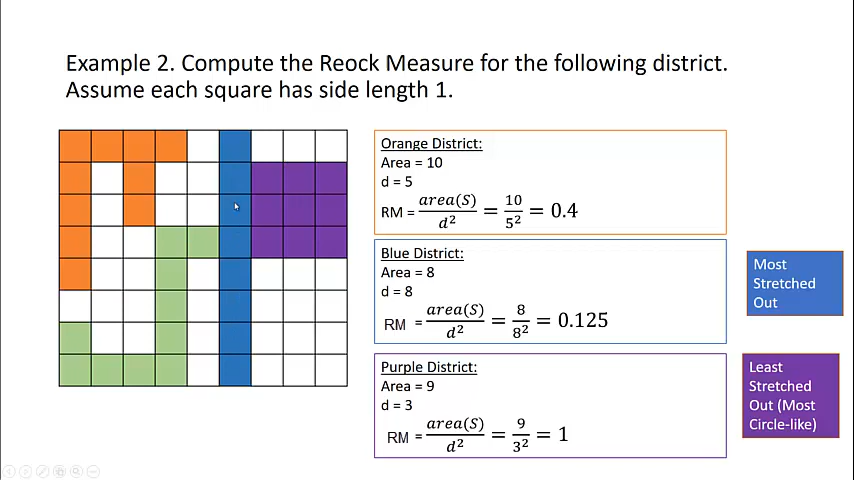 Example 2. Compute the Reock Measure for the following district.
Assume each square has side length 1.
Orange District:
Area = 10
d = 5
RM = area(S)/d² = 10/5² = 0.4
Blue District:
Area = 8
d = 8
RM = area(S)/d² = 8/8² = 0.125
Most
Stretched
Out
Purple District:
Area = 9
d = 3
RM = area(S)/d² = 9/3² = 1
Least
Stretched
Out (Most
Circle-like)